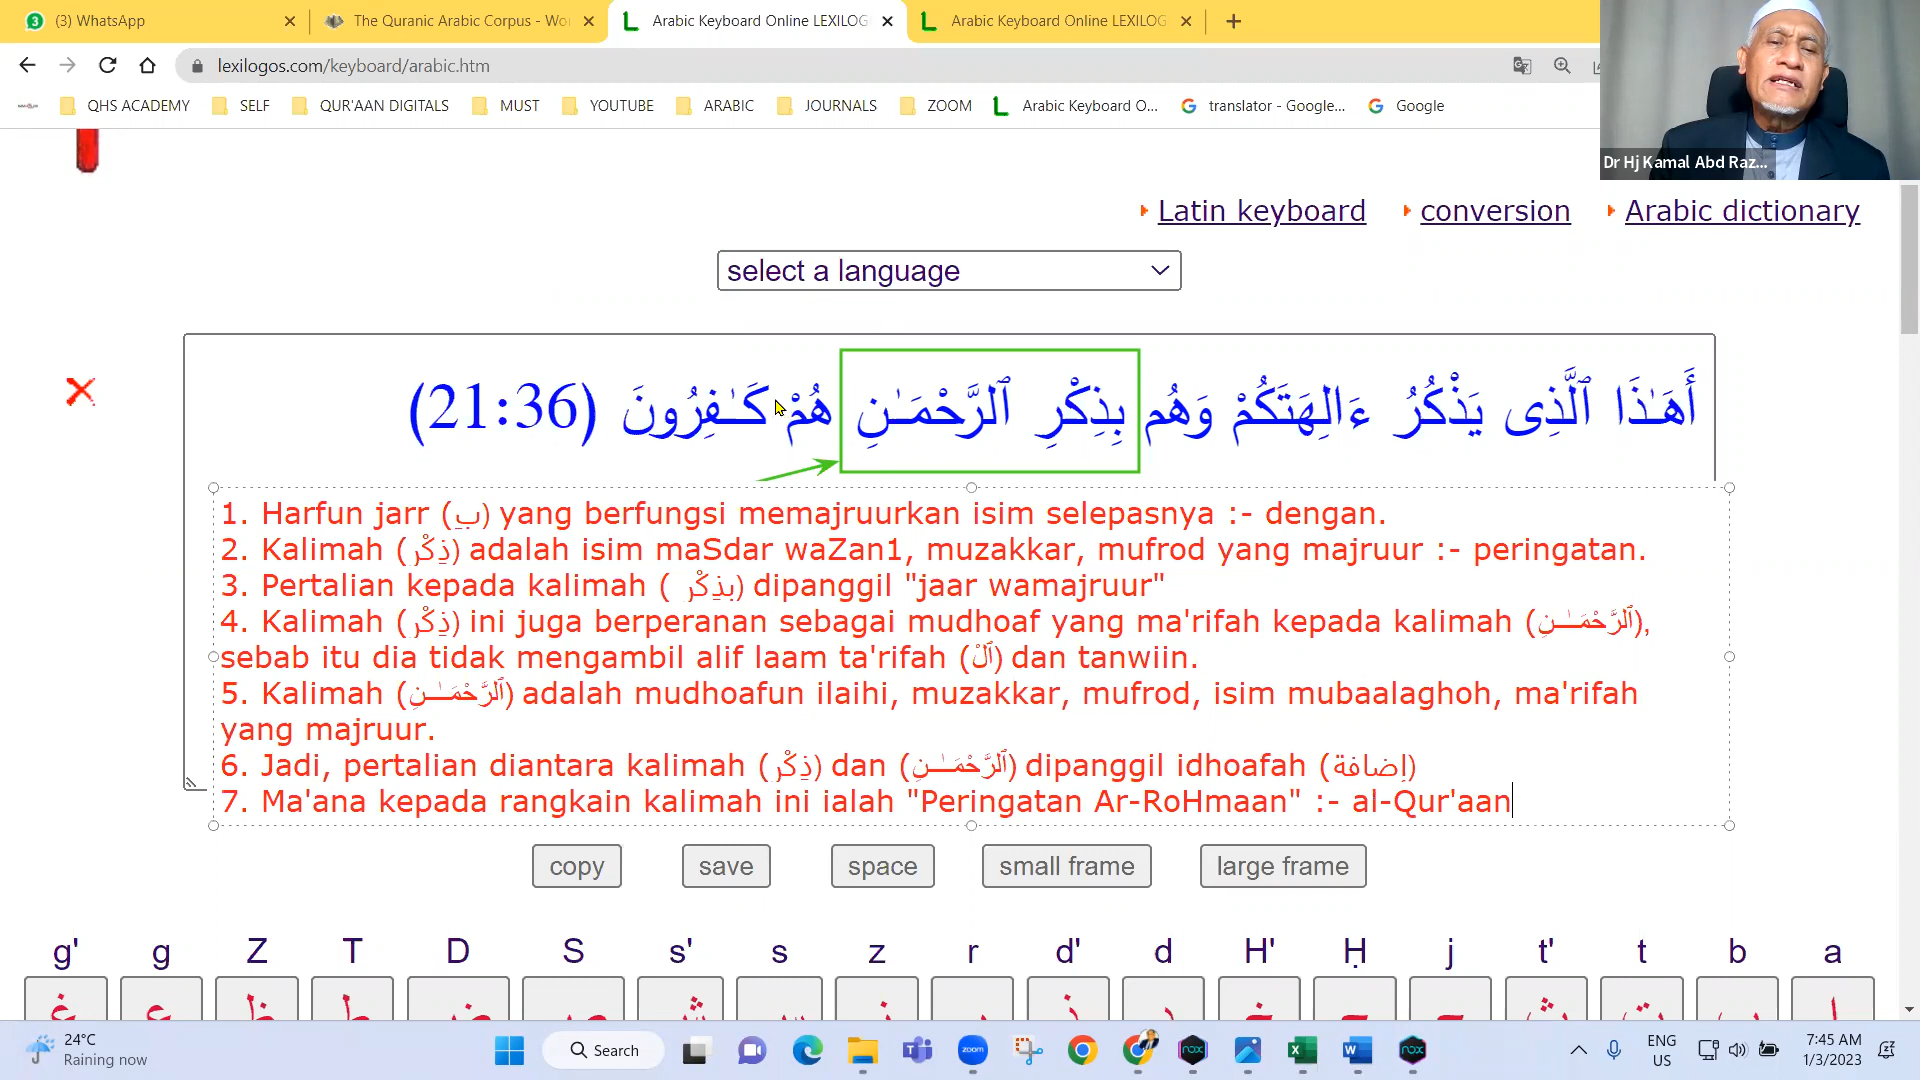 (3) WhatsApp
The Quranic Arabic Corpus - Wo
Arabic Keyboard Online LEXILOG
Arabic Keyboard Online LEXILOG
lexilogos.com/keyboard/arabic.htm
QHS ACADEMY
SELF
QUR'AAN DIGITALS
MUST
YOUTUBE
ARABIC
JOURNALS
ZOOM
Arabic Keyboard O...
translator - Google...
Google
Dr Hj Kamal Abd Raz...
Latin keyboard
conversion
Arabic dictionary
select a language
أَهَـٰذَا ٱلَّذِى يَذْكُرُ ءَالِهَتَكُمْ وَهُم بِذِكْرِ ٱلرَّحْمَـٰنِ هُمْ كَـٰفِرُونَ (21:36)
1. Harfun jarr (بِ) yang berfungsi memajruurkan isim selepasnya :- dengan.
2. Kalimah (ذِكْرِ) adalah isim maSdar waZan1, muzakkar, mufrod yang majruur :- peringatan.
3. Pertalian kepada kalimah ( بذِكْرِ) dipanggil "jaar wamajruur"
4. Kalimah (ذِكْرِ) ini juga berperanan sebagai mudhoaf yang ma'rifah kepada kalimah (ٱلرَّحْمَـٰنِ),
sebab itu dia tidak mengambil alif laam ta'rifah (ٱلْ) dan tanwiin.
5. Kalimah (ٱلرَّحْمَـٰنِ) adalah mudhoafun ilaihi, muzakkar, mufrod, isim mubaalaghoh, ma'rifah
yang majruur.
6. Jadi, pertalian diantara kalimah (ذِكْرِ) dan (ٱلرَّحْمَـٰنِ) dipanggil idhoafah (اِضافة)
7. Ma'ana kepada rangkain kalimah ini ialah "Peringatan Ar-RoHmaan" :- al-Qur'aan
copy
save
space
small frame
large frame
g' g Z T D S s' s z r d' d H' Ḥ j t' t b a
غ ع ظ ط ض ص ش س ز ر ذ د خ ح ج ث ت ب ا
24°C
Raining now
Search
zoom
ENG
US
7:45 AM
1/3/2023